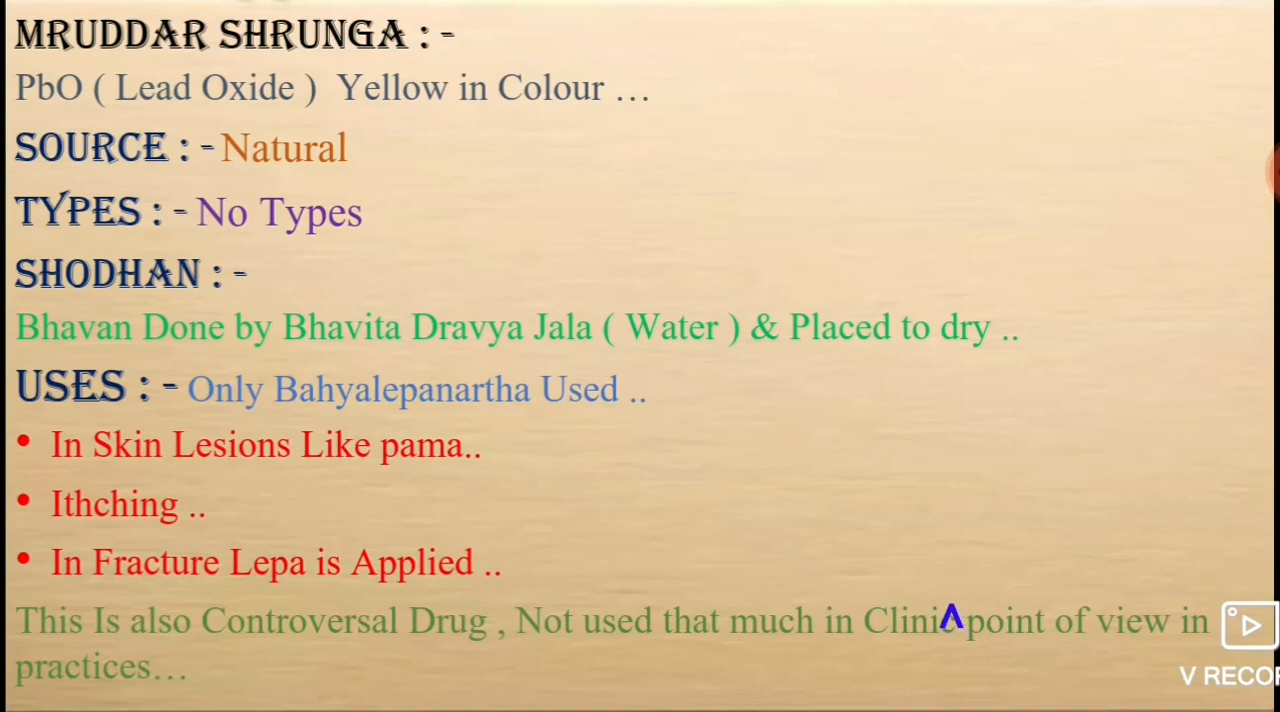 MRUDDAR SHRUNGA : -
PbO ( Lead Oxide ) Yellow in Colour ...
SOURCE : - Natural
TYPES : - No Types
SHODHAN : -
Bhavan Done by Bhavita Dravya Jala ( Water ) & Placed to dry ..
USES : - Only Bahyalepanartha Used ..
• In Skin Lesions Like pama..
• Ithching ..
• In Fracture Lepa is Applied ..
This Is also Controversal Drug , Not used that much in Clinic point of view in
practices...
V RECOR